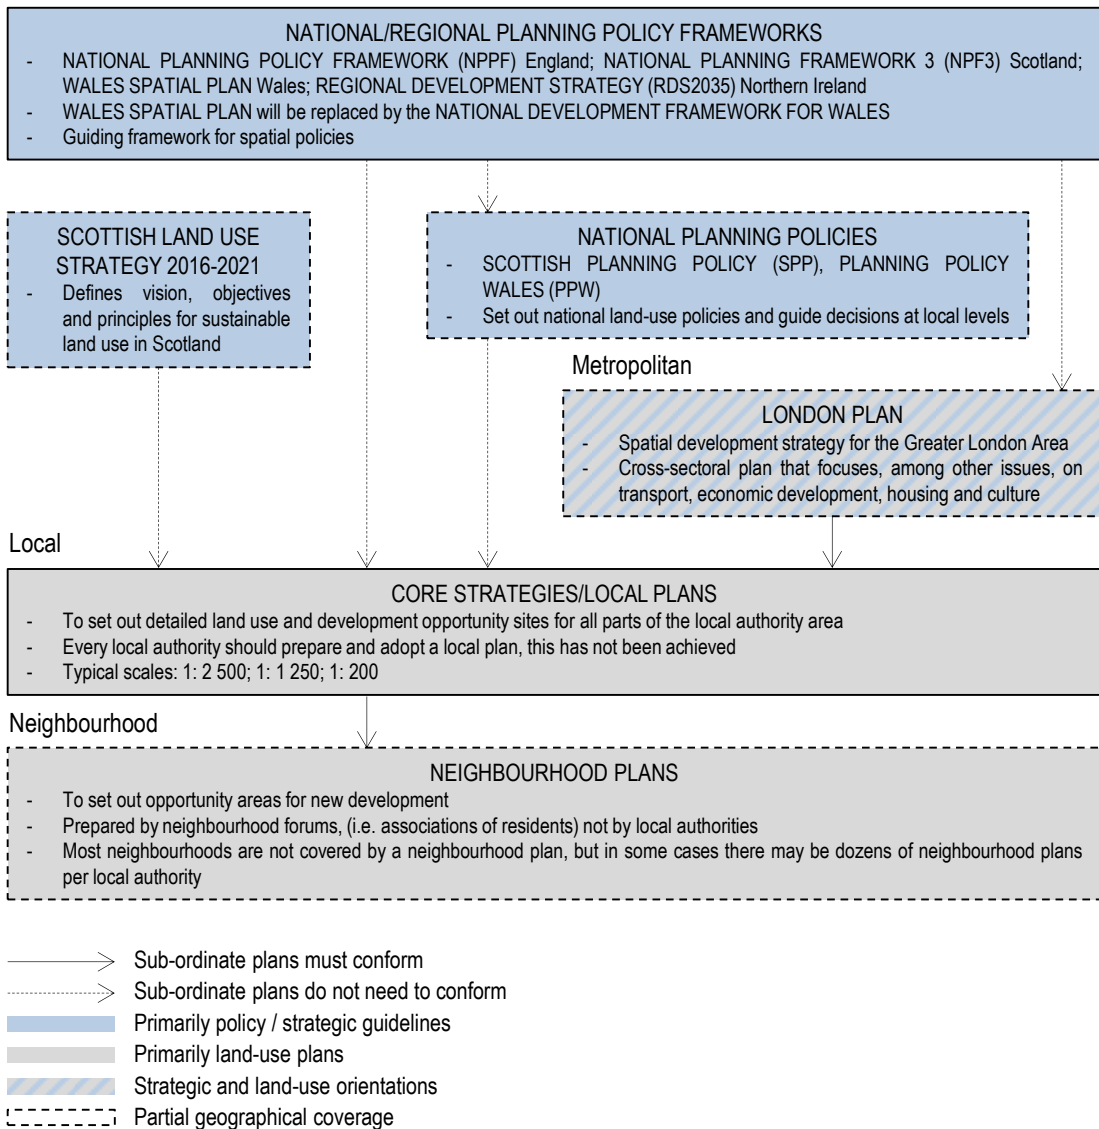 NATIONAL/REGIONAL PLANNING POLICY FRAMEWORKS
- NATIONAL PLANNING POLICY FRAMEWORK (NPPF) England; NATIONAL PLANNING FRAMEWORK 3 (NPF3) Scotland;
WALES SPATIAL PLAN Wales; REGIONAL DEVELOPMENT STRATEGY (RDS2035) Northern Ireland
- WALES SPATIAL PLAN will be replaced by the NATIONAL DEVELOPMENT FRAMEWORK FOR WALES
- Guiding framework for spatial policies
SCOTTISH LAND USE
STRATEGY 2016-2021
- Defines vision, objectives
and principles for sustainable
land use in Scotland
NATIONAL PLANNING POLICIES
- SCOTTISH PLANNING POLICY (SPP), PLANNING POLICY
WALES (PPW)
- Set out national land-use policies and guide decisions at local levels
Metropolitan
LONDON PLAN
- Spatial development strategy for the Greater London Area
- Cross-sectoral plan that focuses, among other issues, on
transport, economic development, housing and culture
Local
CORE STRATEGIES/LOCAL PLANS
- To set out detailed land use and development opportunity sites for all parts of the local authority area
- Every local authority should prepare and adopt a local plan, this has not been achieved
- Typical scales: 1: 2 500; 1: 1 250; 1: 200
Neighbourhood
NEIGHBOURHOOD PLANS
- To set out opportunity areas for new development
- Prepared by neighbourhood forums, (i.e. associations of residents) not by local authorities
- Most neighbourhoods are not covered by a neighbourhood plan, but in some cases there may be dozens of neighbourhood plans
per local authority
Sub-ordinate plans must conform
Sub-ordinate plans do not need to conform
Primarily policy / strategic guidelines
Primarily land-use plans
Strategic and land-use orientations
Partial geographical coverage